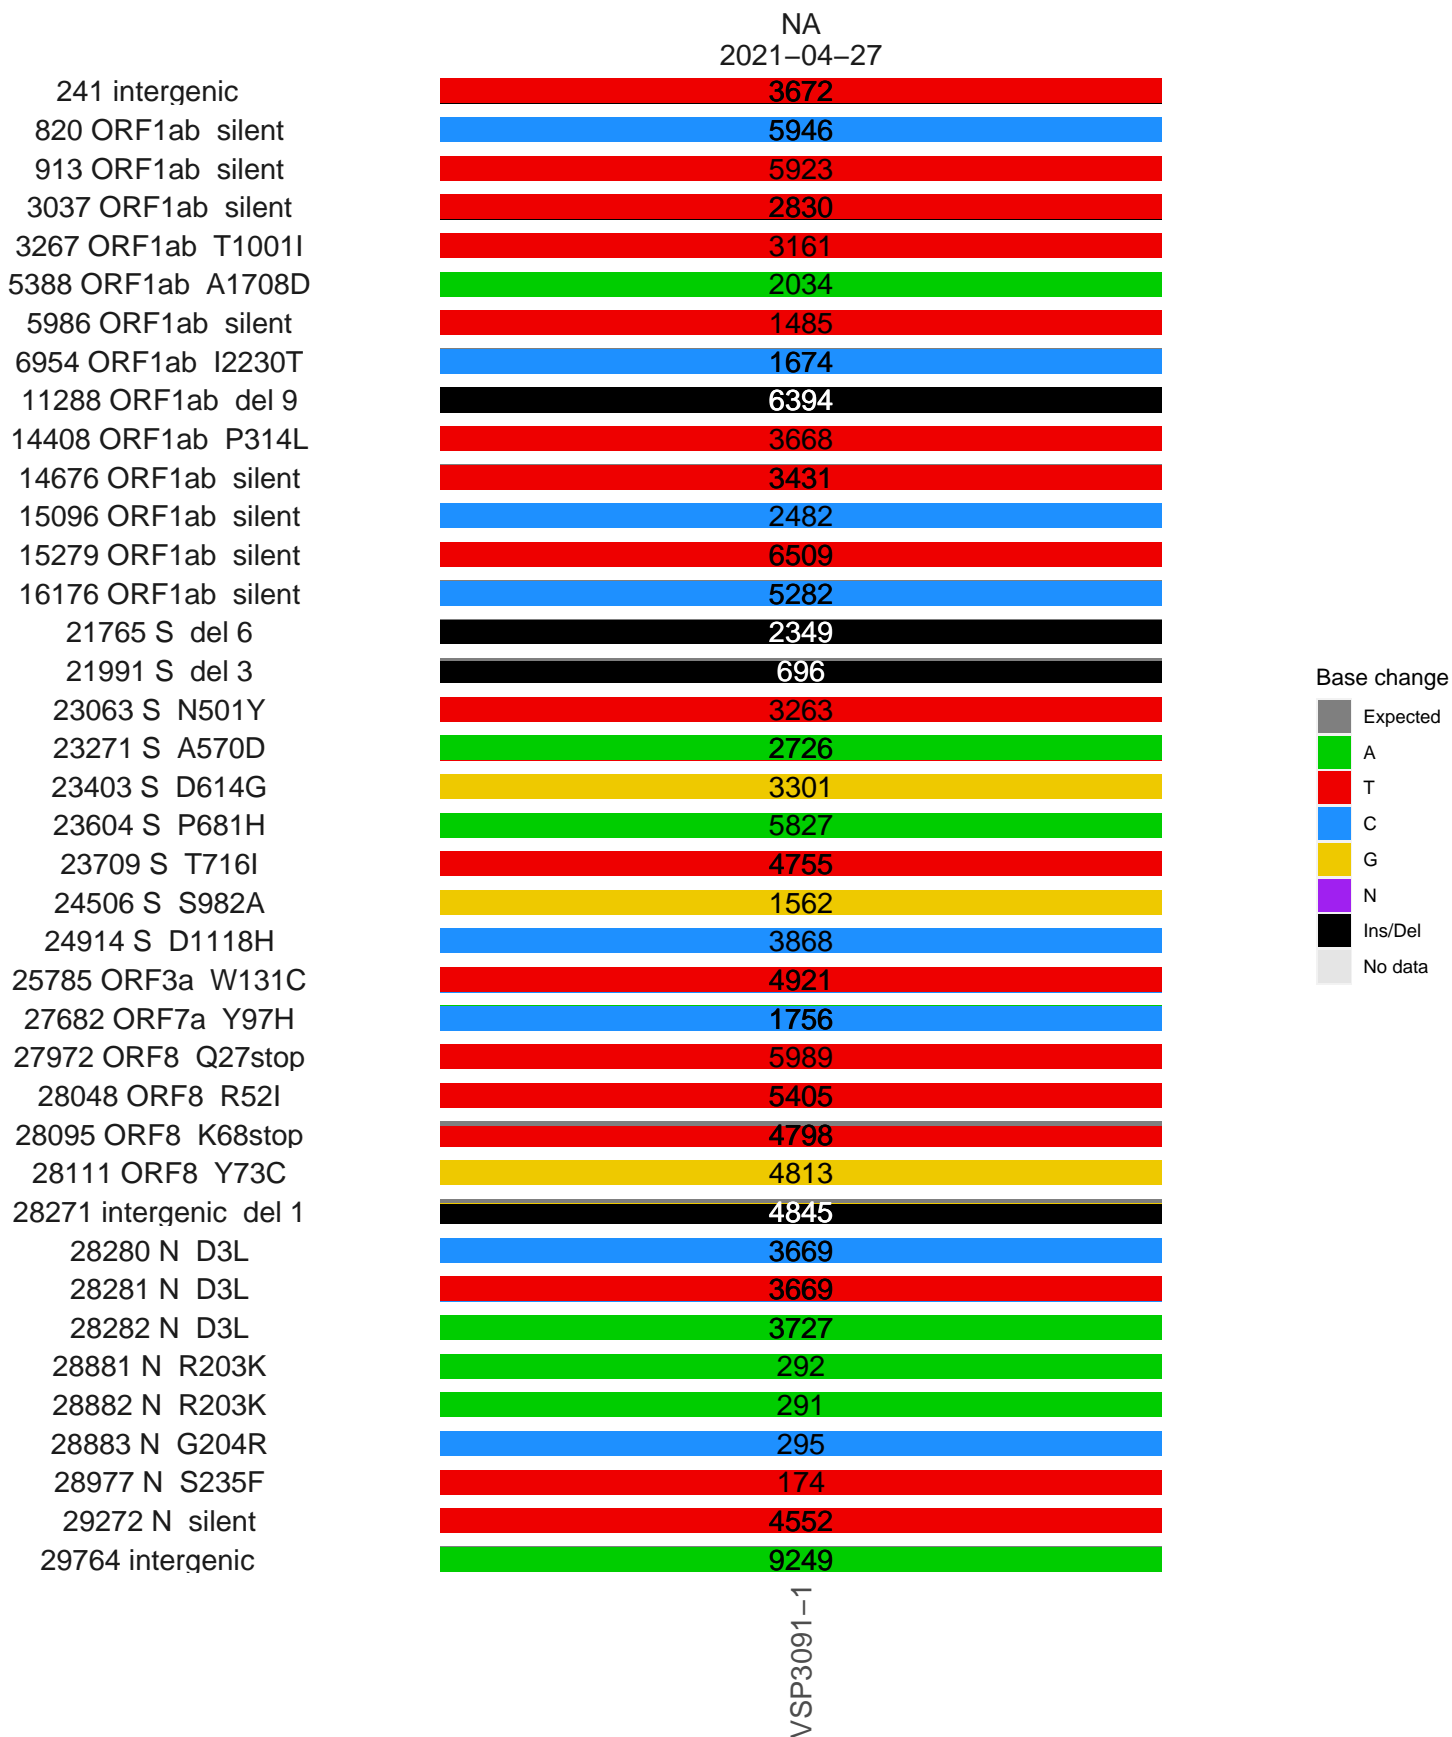 NA
2021−04−27
241 intergenic 3672
820 ORF1ab silent 5946
913 ORF1ab silent 5923
3037 ORF1ab silent 2830
3267 ORF1ab T1001I 3161
5388 ORF1ab A1708D 2034
5986 ORF1ab silent 1485
6954 ORF1ab I2230T 1674
11288 ORF1ab del 9 6394
14408 ORF1ab P314L 3668
14676 ORF1ab silent 3431
15096 ORF1ab silent 2482
15279 ORF1ab silent 6509
16176 ORF1ab silent 5282
21765 S del 6 2349
21991 S del 3 696
23063 S N501Y 3263
23271 S A570D 2726
23403 S D614G 3301
23604 S P681H 5827
23709 S T716I 4755
24506 S S982A 1562
24914 S D1118H 3868
25785 ORF3a W131C 4921
27682 ORF7a Y97H 1756
27972 ORF8 Q27stop 5989
28048 ORF8 R52I 5405
28095 ORF8 K68stop 4798
28111 ORF8 Y73C 4813
28271 intergenic del 1 4845
28280 N D3L 3669
28281 N D3L 3669
28282 N D3L 3727
28881 N R203K 292
28882 N R203K 291
28883 N G204R 295
28977 N S235F 174
29272 N silent 4552
29764 intergenic 9249
VSP3091−1
Base change
Expected
A
T
C
G
N
Ins/Del
No data